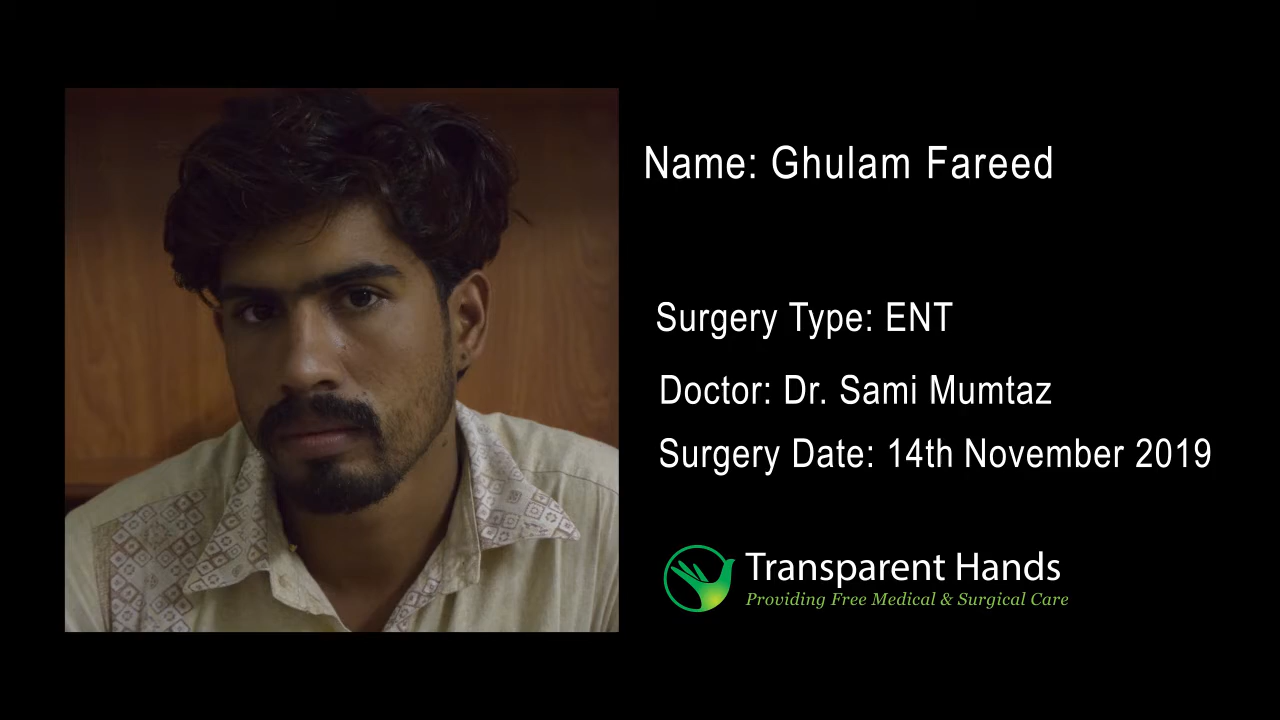 Name: Ghulam Fareed
Surgery Type: ENT
Doctor: Dr. Sami Mumtaz
Surgery Date: 14th November 2019
Transparent Hands
Providing Free Medical & Surgical Care